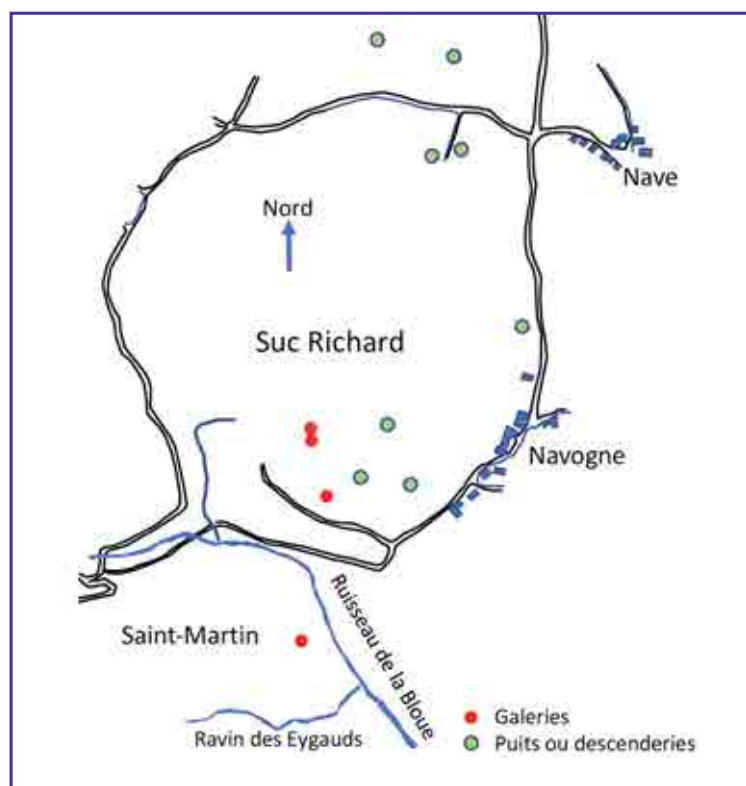 Nave
Nord
Suc Richard
Navogne
Saint-Martin
Ruisseau de la Bloue
Ravin des Eygauds
Galeries
Puits ou descenderies